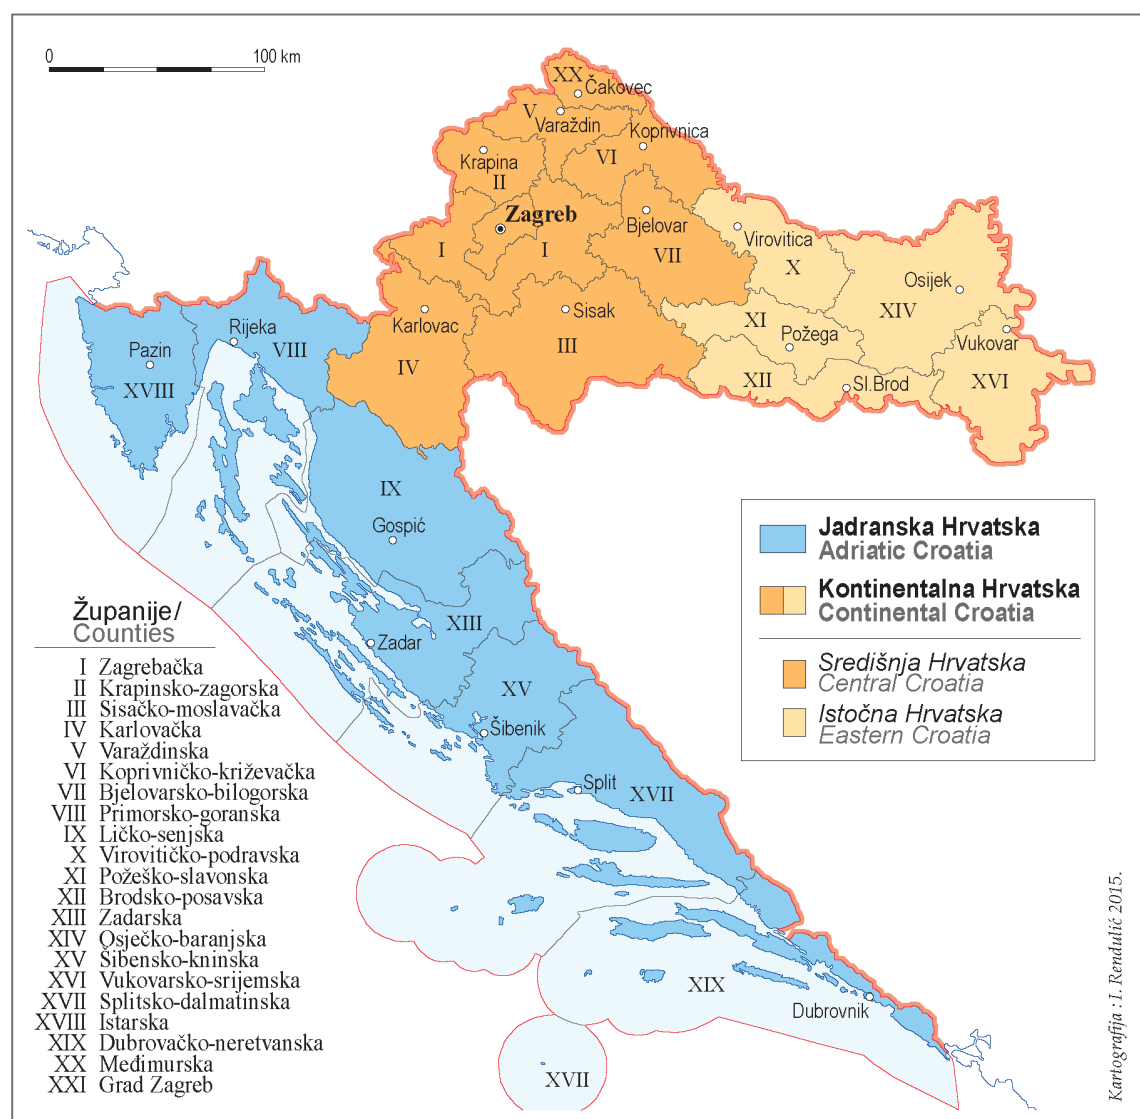 0 100 km
XX
Čakovec
V
Varaždin
Koprivnica
Krapina
VI
II
Zagreb
Bjelovar
I
I
VII
Virovitica
X
Osijek
XIV
Karlovac
Sisak
XI
Požega
Vukovar
Rijeka
VIII
III
Pazin
IV
XII
Sl.Brod
XVI
XVIII
IX
Gospić
Jadranska Hrvatska
Adriatic Croatia
Kontinentalna Hrvatska
Continental Croatia
Središnja Hrvatska
Central Croatia
Istočna Hrvatska
Eastern Croatia
XIII
Zadar
XV
Šibenik
Split
XVII
XIX
Dubrovnik
XVII
Županije/
Counties
I Zagrebačka
II Krapinsko-zagorska
III Sisačko-moslavačka
IV Karlovačka
V Varaždinska
VI Koprivničko-križevačka
VII Bjelovarsko-bilogorska
VIII Primorsko-goranska
IX Ličko-senjska
X Virovitičko-podravska
XI Požeško-slavonska
XII Brodsko-posavska
XIII Zadarska
XIV Osječko-baranjska
XV Šibensko-kninska
XVI Vukovarsko-srijemska
XVII Splitsko-dalmatinska
XVIII Istarska
XIX Dubrovačko-neretvanska
XX Međimurska
XXI Grad Zagreb
Kartografija : I. Rendulić 2015.